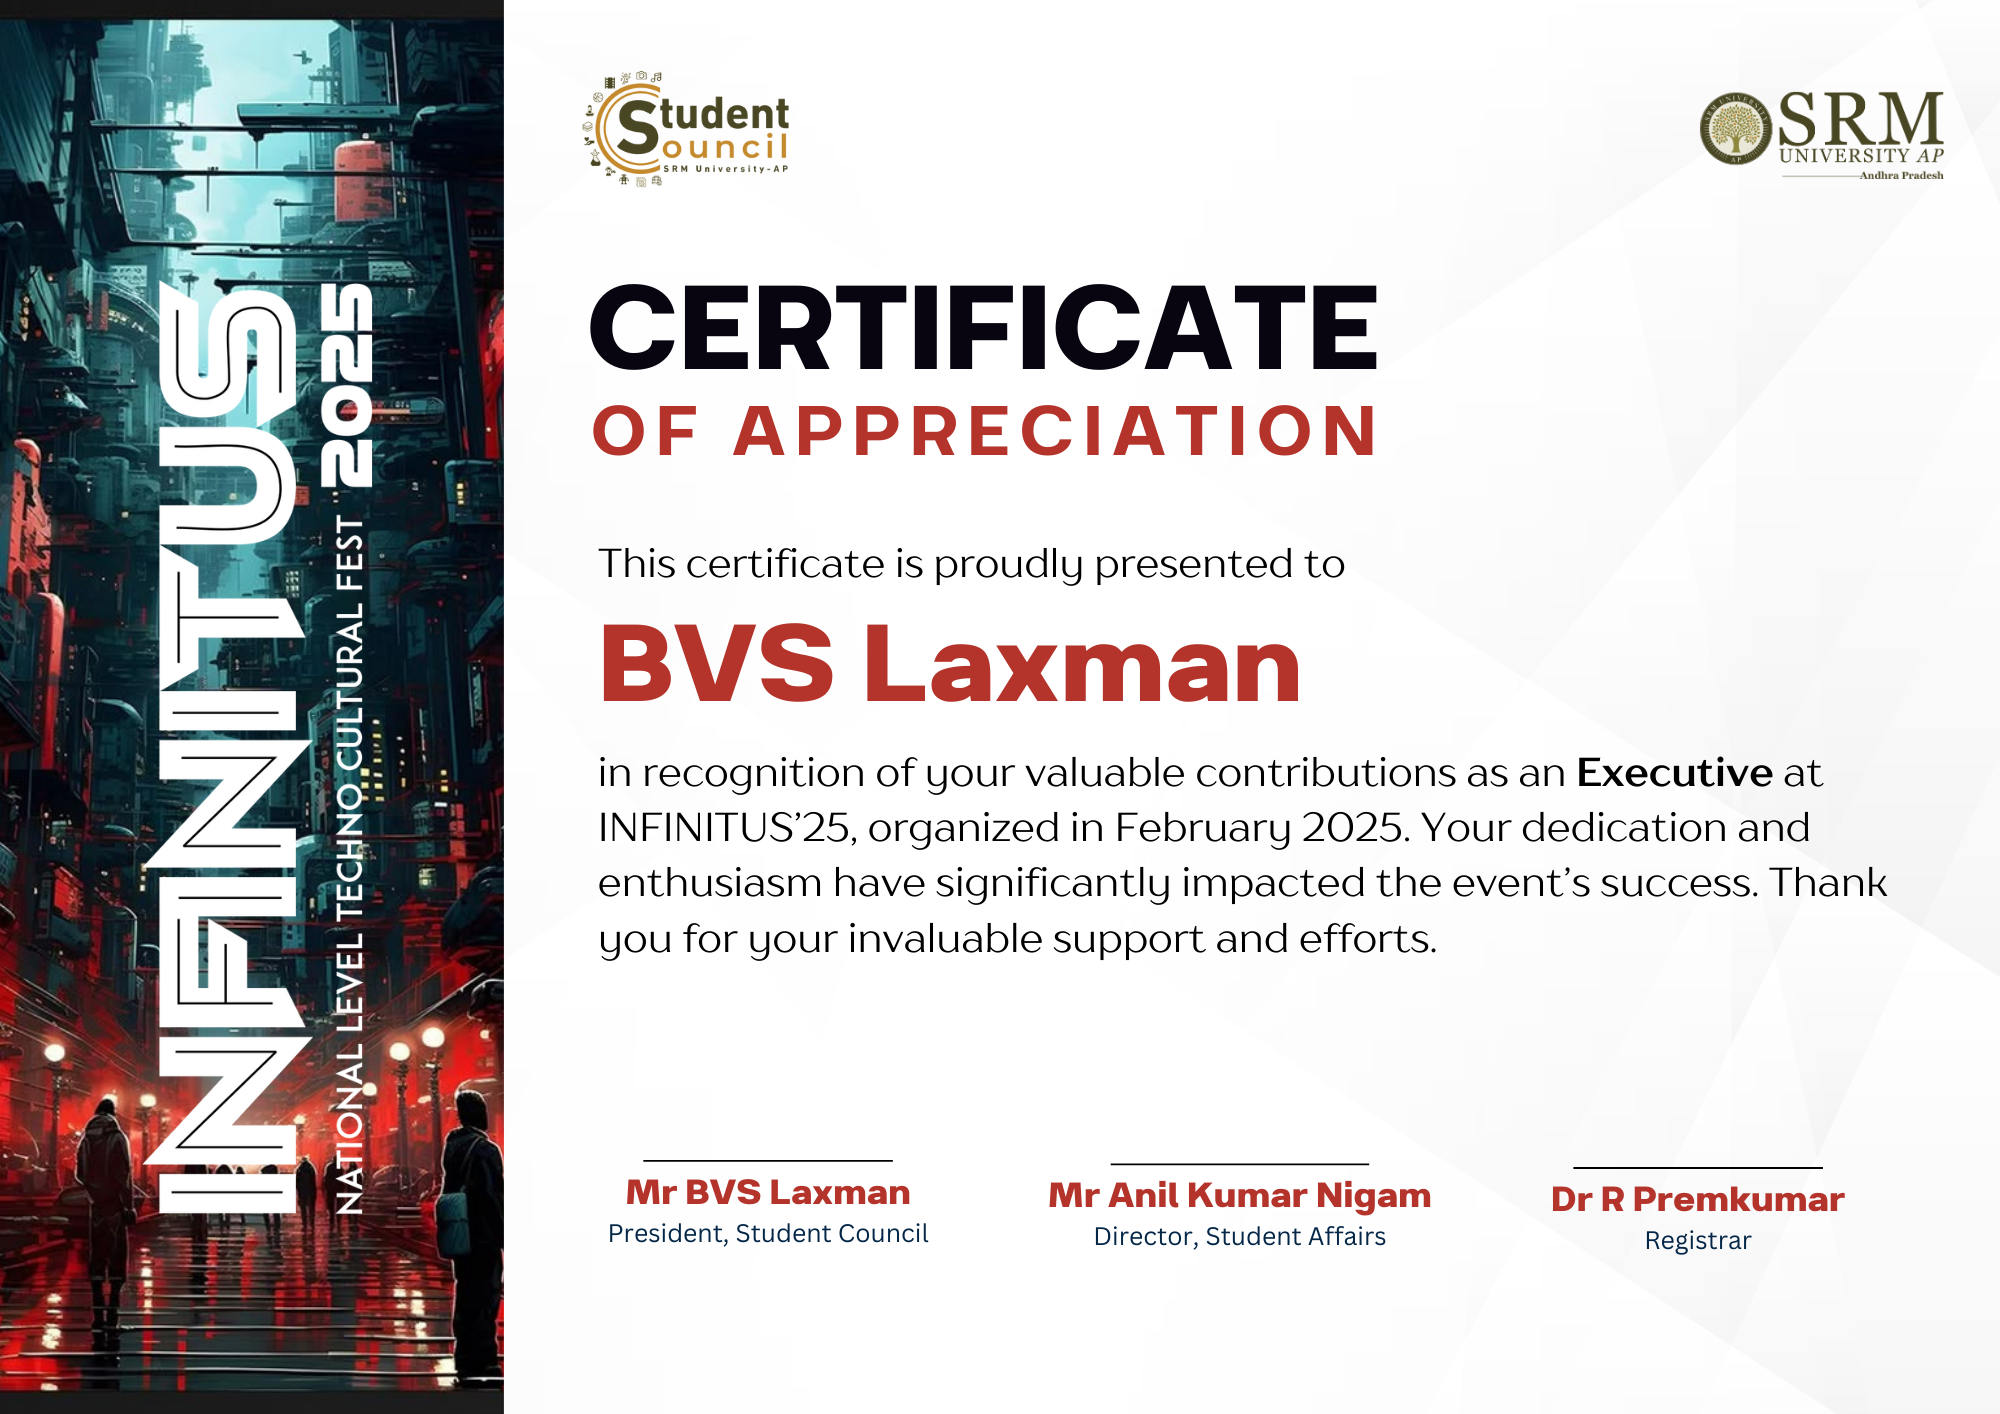 INFINITUS
2025
NATIONAL LEVEL TECHNO CULTURAL FEST
Student
Council
SRM University-AP
SRM
UNIVERSITY AP
Andhra Pradesh
CERTIFICATE
OF APPRECIATION
This certificate is proudly presented to
BVS Laxman
in recognition of your valuable contributions as an Executive at
INFINITUS’25, organized in February 2025. Your dedication and
enthusiasm have significantly impacted the event’s success. Thank
you for your invaluable support and efforts.
Mr BVS Laxman
President, Student Council
Mr Anil Kumar Nigam
Director, Student Affairs
Dr R Premkumar
Registrar